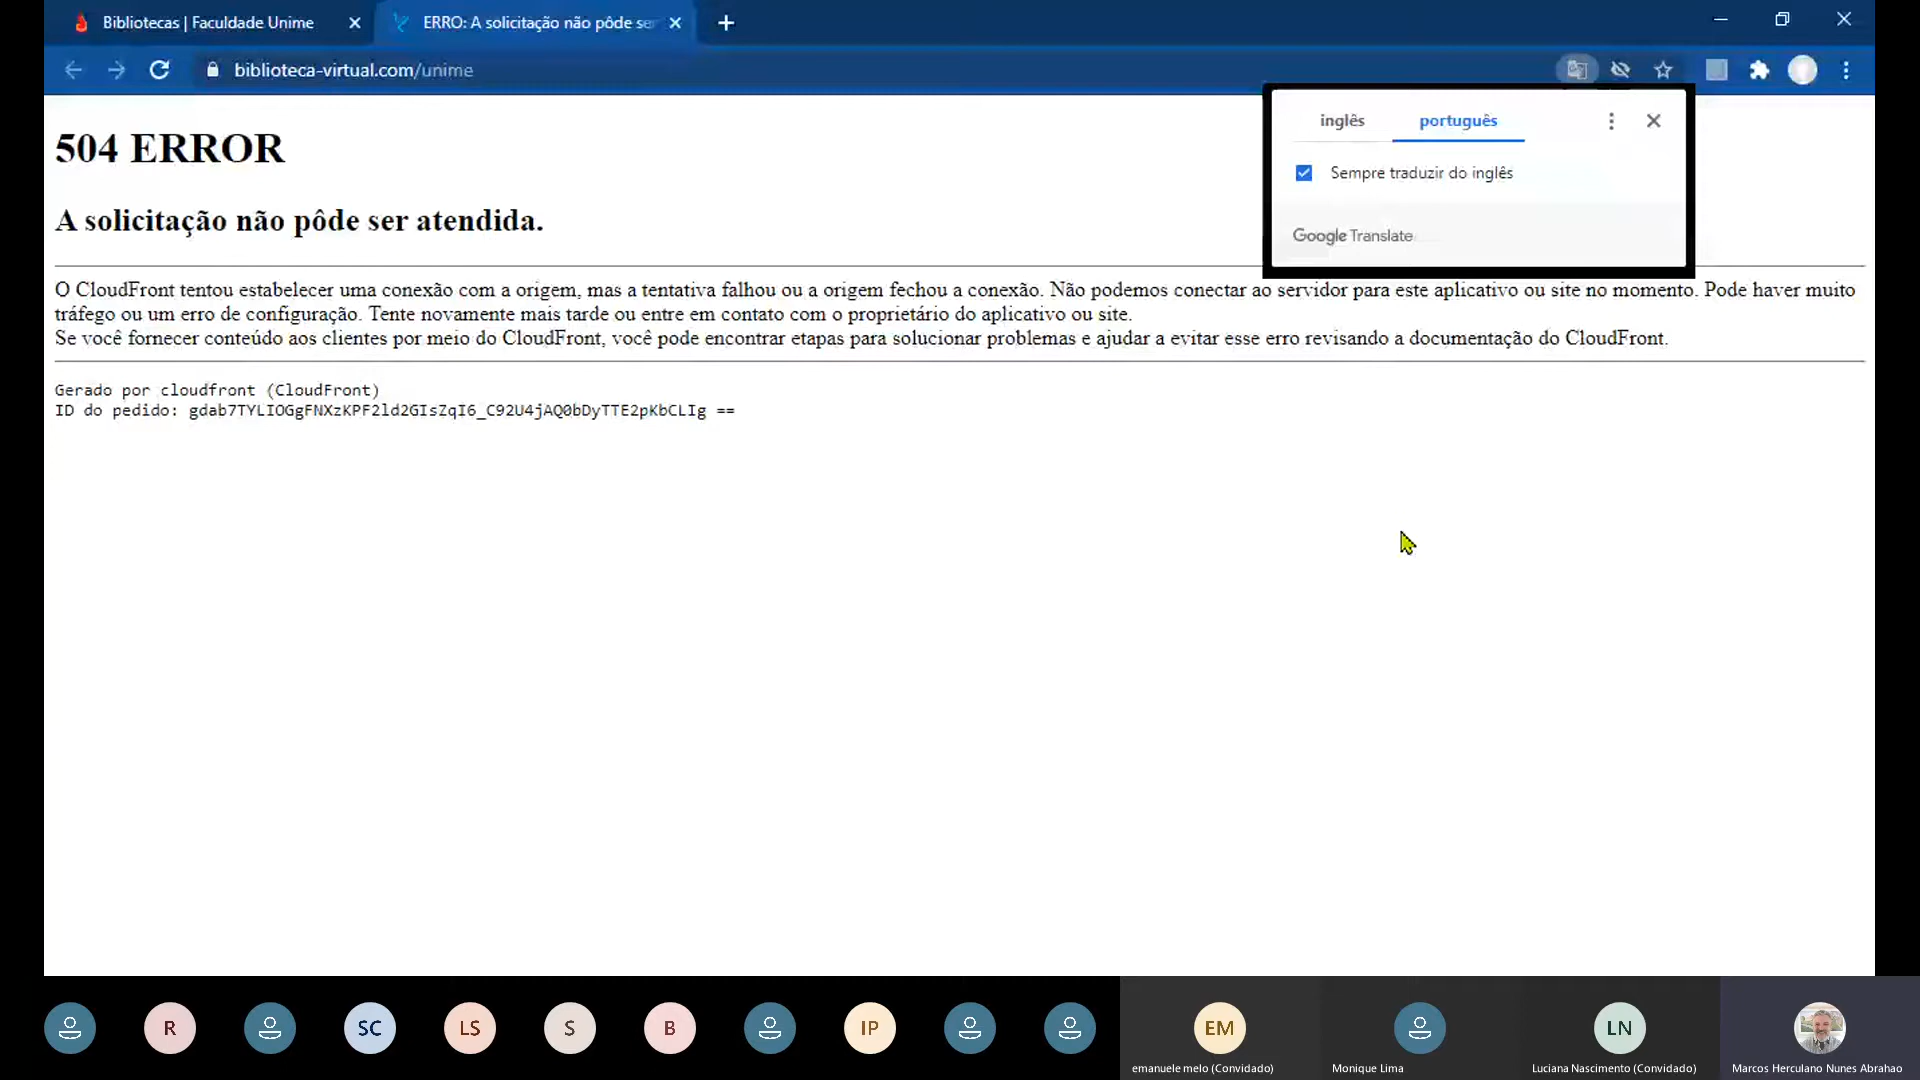 Bibliotecas | Faculdade Unime
ERRO: A solicitação não pôde se
biblioteca-virtual.com/unime
inglês
português
Sempre traduzir do inglês
Google Translate
504 ERROR
A solicitação não pôde ser atendida.
O CloudFront tentou estabelecer uma conexão com a origem, mas a tentativa falhou ou a origem fechou a conexão. Não podemos conectar ao servidor para este aplicativo ou site no momento. Pode haver muito
tráfego ou um erro de configuração. Tente novamente mais tarde ou entre em contato com o proprietário do aplicativo ou site.
Se você fornecer conteúdo aos clientes por meio do CloudFront, você pode encontrar etapas para solucionar problemas e ajudar a evitar esse erro revisando a documentação do CloudFront.
Gerado por cloudfront (CloudFront)
ID do pedido: gdab7TYLIOGgFNXzKPF2ld2GIsZqI6_C92U4jAQ0bDyTTE2pKbCLIg ==
R
SC
LS
S
B
IP
EM
LN
emanuele melo (Convidado)
Monique Lima
Luciana Nascimento (Convidado)
Marcos Herculano Nunes Abrahao